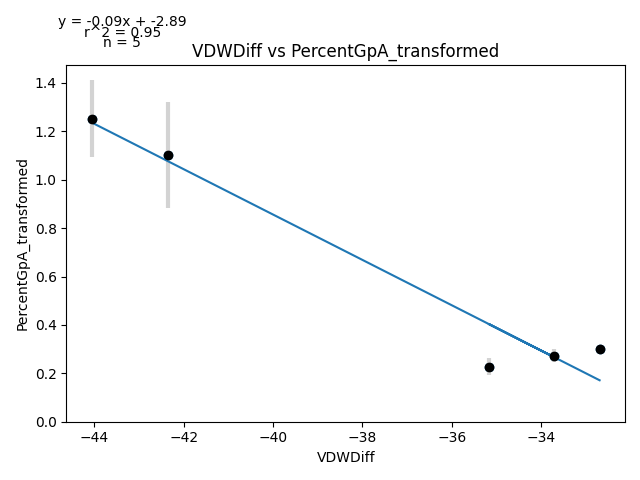 y = -0.09x + -2.89
r^2 = 0.95
n = 5
VDWDiff vs PercentGpA_transformed
PercentGpA_transformed
1.4
1.2
1.0
0.8
0.6
0.4
0.2
0.0
−44
−42
−40
−38
−36
−34
VDWDiff